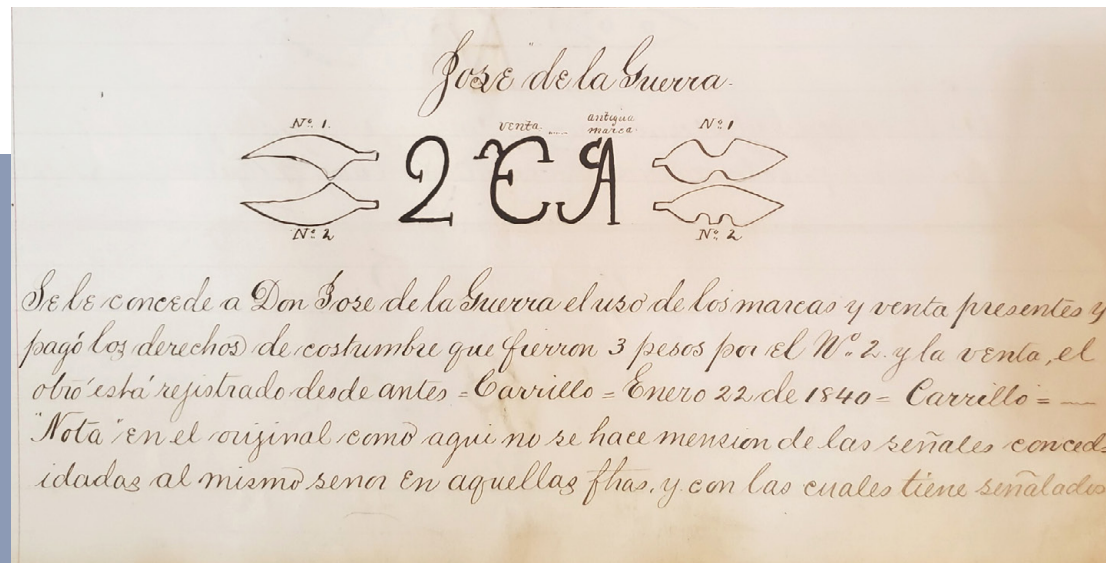 Jose de la Guerra.
Nº 1. venta. antigua marca. Nº 1
2 E A
Nº 2 Nº 2
Se le concede a Don Jose de la Guerra el uso de los marcas y venta presentes y
pagó los derechos de costumbre que fierron 3 pesos por el Nº 2. y la venta, el
otro está rejistrado desde antes = Carrillo = Enero 22 de 1840 = Carrillo =
"Nota" en el original como aqui no se hace mension de las señales conced-
idadas al mismo senor en aquellas fhas, y con las cuales tiene señalados